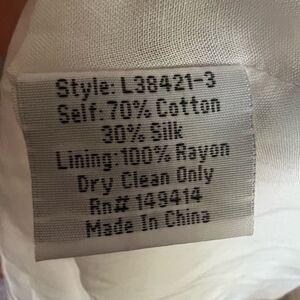 Style: L38421-3
Self: 70% Cotton
30% Silk
Lining: 100% Rayon
Dry Clean Only
Rn# 149414
Made In China